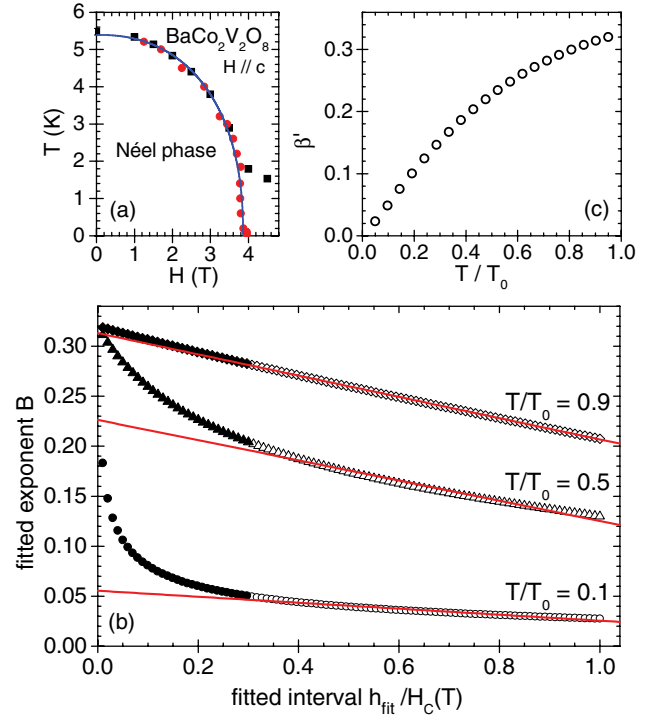 BaCo₂V₂O₈
H // c
Néel phase
(a)
T (K)
6
5
4
3
2
1
0
0 1 2 3 4
H (T)
(c)
β'
0.3
0.2
0.1
0.0
0.0 0.2 0.4 0.6 0.8 1.0
T / T₀
fitted exponent B
0.30
0.25
0.20
0.15
0.10
0.05
0.00
T/T₀ = 0.9
T/T₀ = 0.5
T/T₀ = 0.1
(b)
0.0 0.2 0.4 0.6 0.8 1.0
fitted interval h_fit /H_C(T)